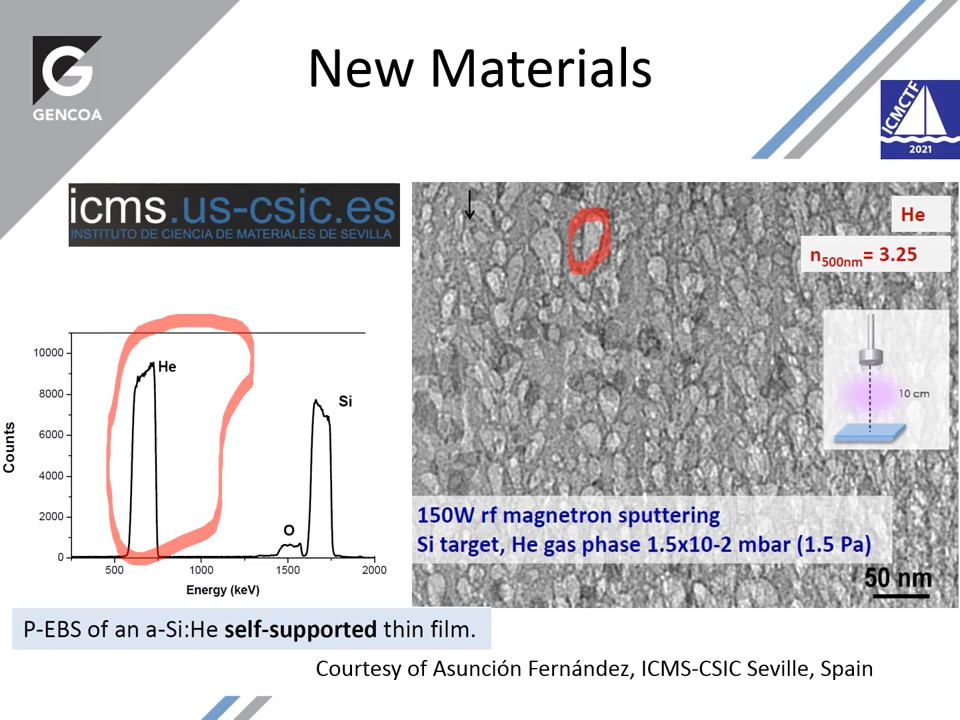 New Materials
G
GENCOA
ICMCTF
2021
icms.us-csic.es
INSTITUTO DE CIENCIA DE MATERIALES DE SEVILLA
He
n500nm= 3.25
10 cm
150W rf magnetron sputtering
Si target, He gas phase 1.5x10-2 mbar (1.5 Pa)
50 nm
10000
8000
6000
4000
2000
0
Counts
He
Si
O
500
1000
1500
2000
Energy (keV)
P-EBS of an a-Si:He self-supported thin film.
Courtesy of Asunción Fernández, ICMS-CSIC Seville, Spain